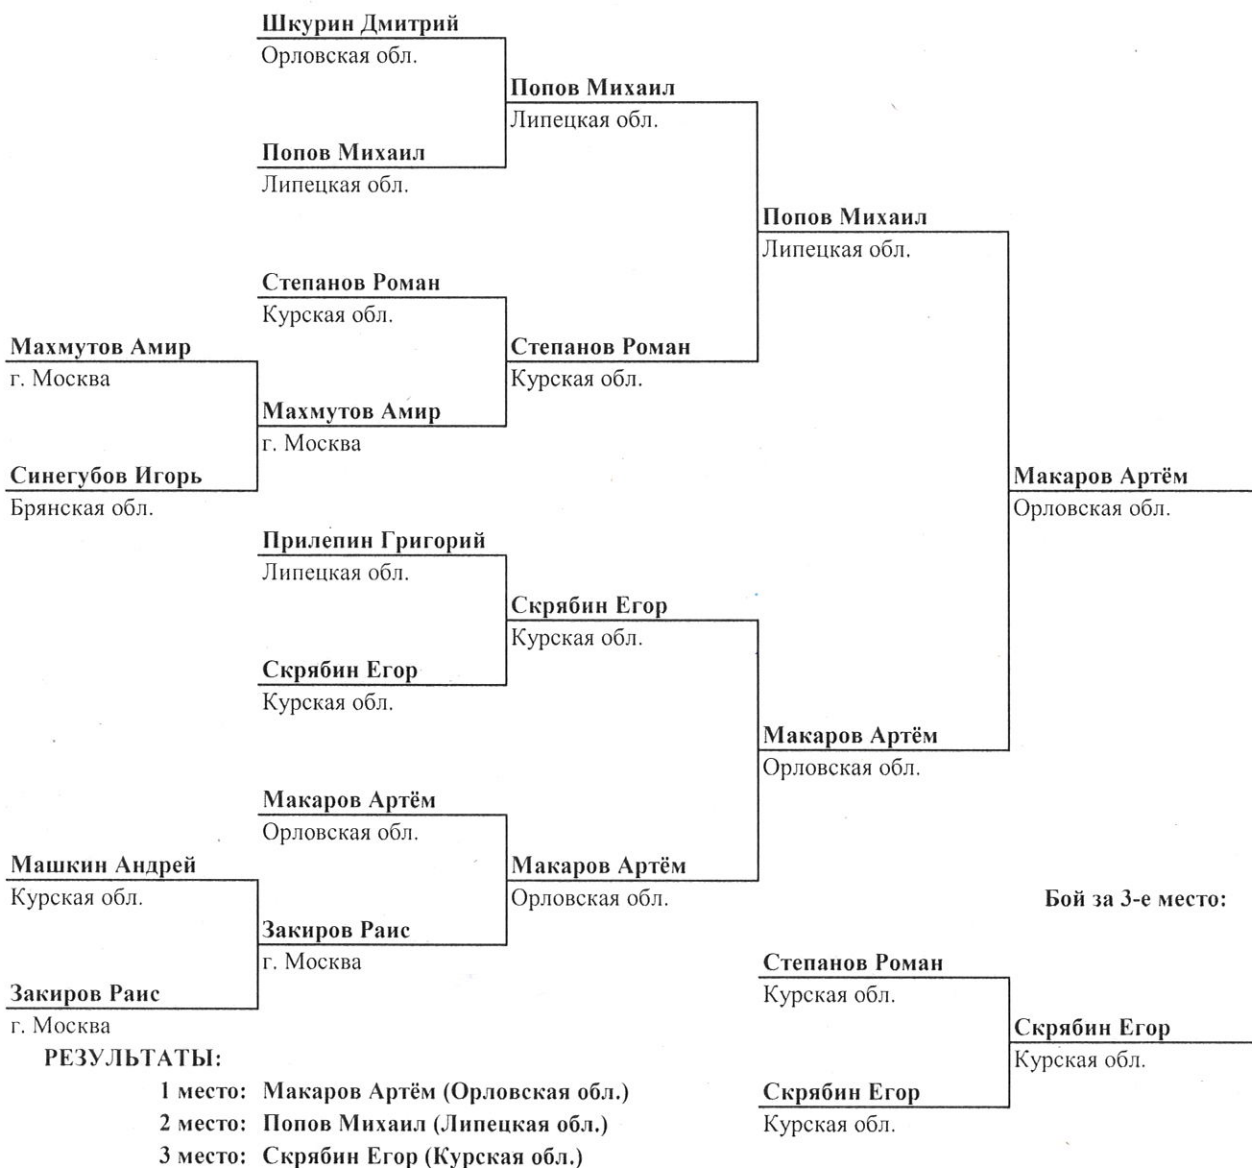 Шкурин Дмитрий
Орловская обл.
Попов Михаил
Липецкая обл.
Попов Михаил
Липецкая обл.
Попов Михаил
Липецкая обл.
Степанов Роман
Курская обл.
Махмутов Амир
г. Москва
Степанов Роман
Курская обл.
Махмутов Амир
г. Москва
Синегубов Игорь
Брянская обл.
Макаров Артём
Орловская обл.
Прилепин Григорий
Липецкая обл.
Скрябин Егор
Курская обл.
Скрябин Егор
Курская обл.
Макаров Артём
Орловская обл.
Макаров Артём
Орловская обл.
Машкин Андрей
Курская обл.
Макаров Артём
Орловская обл.
Бой за 3-е место:
Закиров Раис
г. Москва
Степанов Роман
Курская обл.
Закиров Раис
г. Москва
Скрябин Егор
Курская обл.
Скрябин Егор
Курская обл.
РЕЗУЛЬТАТЫ:
1 место: Макаров Артём (Орловская обл.)
2 место: Попов Михаил (Липецкая обл.)
3 место: Скрябин Егор (Курская обл.)